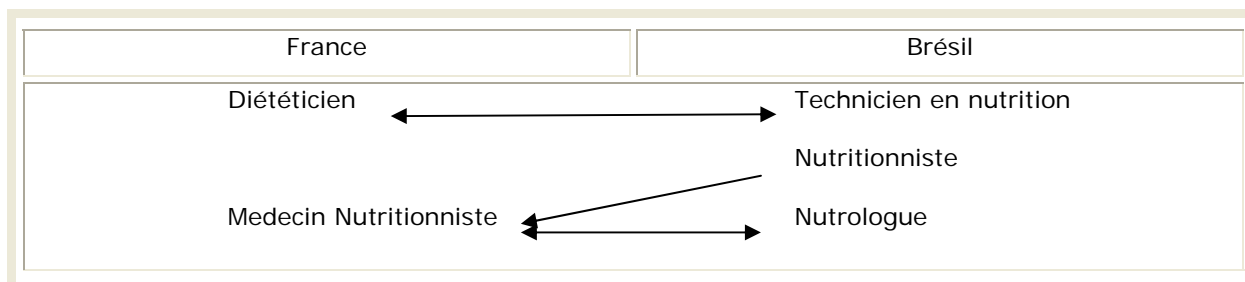 France Brésil
Diététicien Technicien en nutrition
Nutritionniste
Medecin Nutritionniste Nutrologue